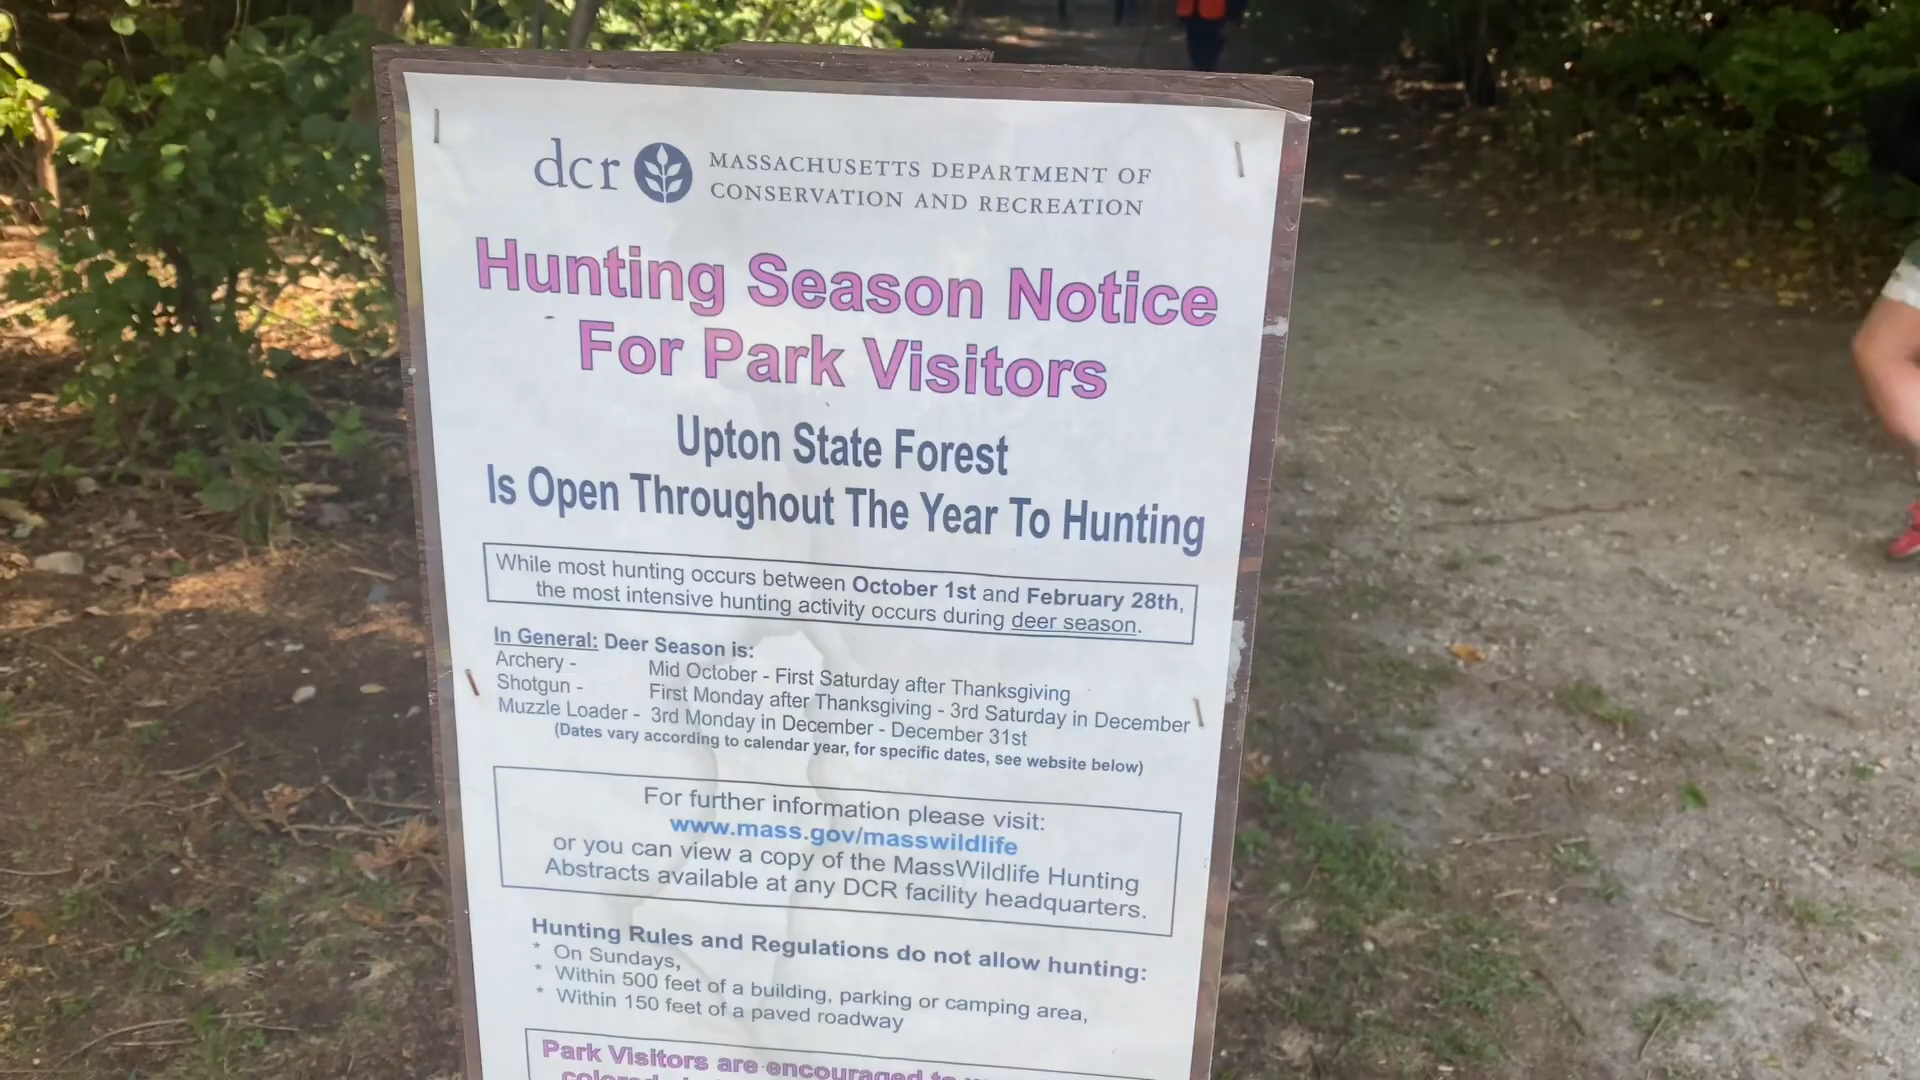 dcr MASSACHUSETTS DEPARTMENT OF
CONSERVATION AND RECREATION
Hunting Season Notice
For Park Visitors
Upton State Forest
Is Open Throughout The Year To Hunting
While most hunting occurs between October 1st and February 28th,
the most intensive hunting activity occurs during deer season.
In General: Deer Season is:
Archery - Mid October - First Saturday after Thanksgiving
Shotgun - First Monday after Thanksgiving - 3rd Saturday in December
Muzzle Loader - 3rd Monday in December - December 31st
(Dates vary according to calendar year, for specific dates, see website below)
For further information please visit:
www.mass.gov/masswildlife
or you can view a copy of the MassWildlife Hunting
Abstracts available at any DCR facility headquarters.
Hunting Rules and Regulations do not allow hunting:
* On Sundays,
* Within 500 feet of a building, parking or camping area,
* Within 150 feet of a paved roadway
Park Visitors are encouraged to